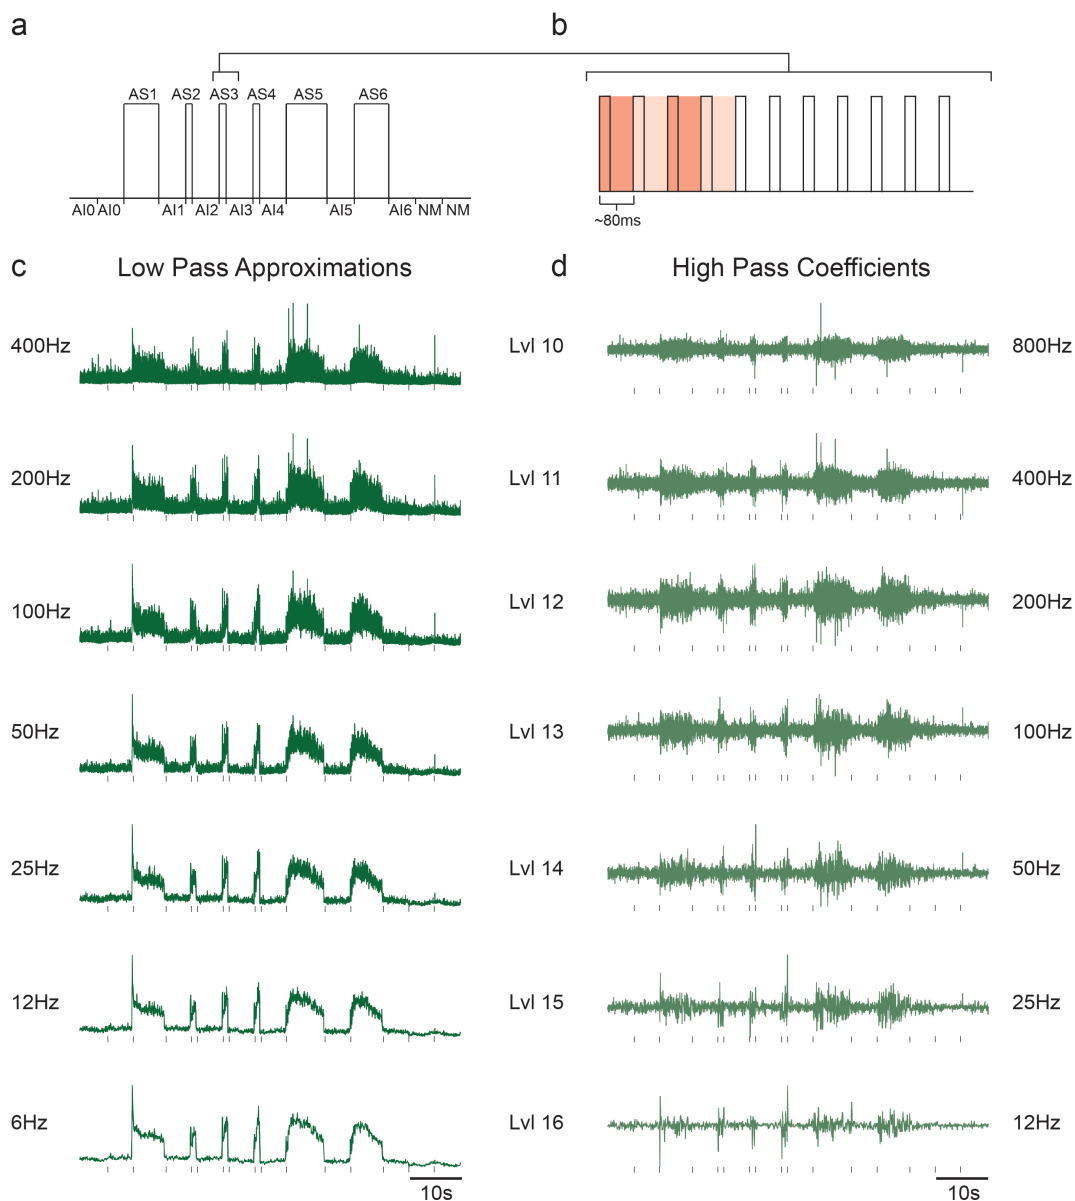 a
b
AS1 AS2 AS3 AS4 AS5 AS6
AI0 AI0 AI1 AI2 AI3 AI4 AI5 AI6 NM NM
~80ms
c Low Pass Approximations
d High Pass Coefficients
400Hz Lvl 10 800Hz
200Hz Lvl 11 400Hz
100Hz Lvl 12 200Hz
50Hz Lvl 13 100Hz
25Hz Lvl 14 50Hz
12Hz Lvl 15 25Hz
6Hz Lvl 16 12Hz
10s 10s